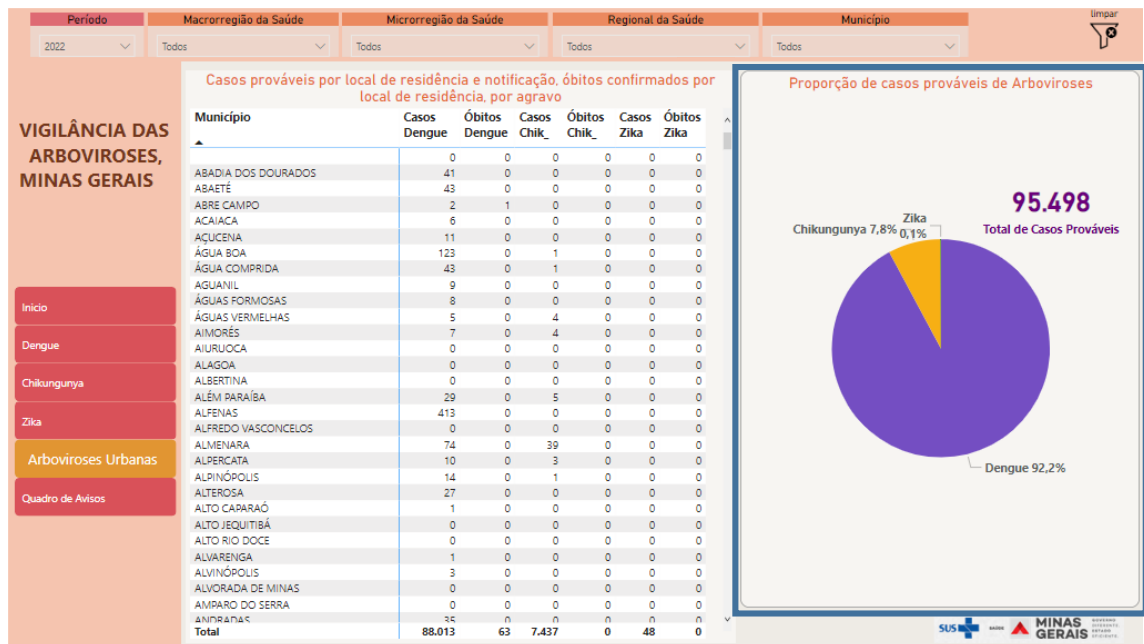 Período
Macrorregião da Saúde
Microrregião da Saúde
Regional da Saúde
Município
limpar
2022
Todos
Todos
Todos
Todos
VIGILÂNCIA DAS
ARBOVIROSES,
MINAS GERAIS
Inicio
Dengue
Chikungunya
Zika
Arboviroses Urbanas
Quadro de Avisos
Casos prováveis por local de residência e notificação, óbitos confirmados por
local de residência, por agravo
Município Casos Dengue Óbitos Dengue Casos Chik_ Óbitos Chik_ Casos Zika Óbitos Zika
0 0 0 0 0 0
ABADIA DOS DOURADOS 41 0 0 0 0 0
ABAETÉ 43 0 0 0 0 0
ABRE CAMPO 2 1 0 0 0 0
ACAIACA 6 0 0 0 0 0
AÇUCENA 11 0 0 0 0 0
ÁGUA BOA 123 0 1 0 0 0
ÁGUA COMPRIDA 43 0 1 0 0 0
AGUANIL 9 0 0 0 0 0
ÁGUAS FORMOSAS 8 0 0 0 0 0
ÁGUAS VERMELHAS 5 0 4 0 0 0
AIMORÉS 7 0 4 0 0 0
AIURUOCA 0 0 0 0 0 0
ALAGOA 0 0 0 0 0 0
ALBERTINA 0 0 0 0 0 0
ALÉM PARAÍBA 29 0 5 0 0 0
ALFENAS 413 0 0 0 0 0
ALFREDO VASCONCELOS 0 0 0 0 0 0
ALMENARA 74 0 39 0 0 0
ALPERCATA 10 0 3 0 0 0
ALPINÓPOLIS 14 0 1 0 0 0
ALTEROSA 27 0 0 0 0 0
ALTO CAPARAÓ 1 0 0 0 0 0
ALTO JEQUITIBÁ 0 0 0 0 0 0
ALTO RIO DOCE 0 0 0 0 0 0
ALVARENGA 1 0 0 0 0 0
ALVINÓPOLIS 3 0 0 0 0 0
ALVORADA DE MINAS 0 0 0 0 0 0
AMPARO DO SERRA 0 0 0 0 0 0
ANDRADAS 35 0 0 0 0 0
Total 88.013 63 7.437 0 48 0
Proporção de casos prováveis de Arboviroses
95.498
Total de Casos Prováveis
Zika
0,1%
Chikungunya 7,8%
Dengue 92,2%
SUS
MINAS
GERAIS